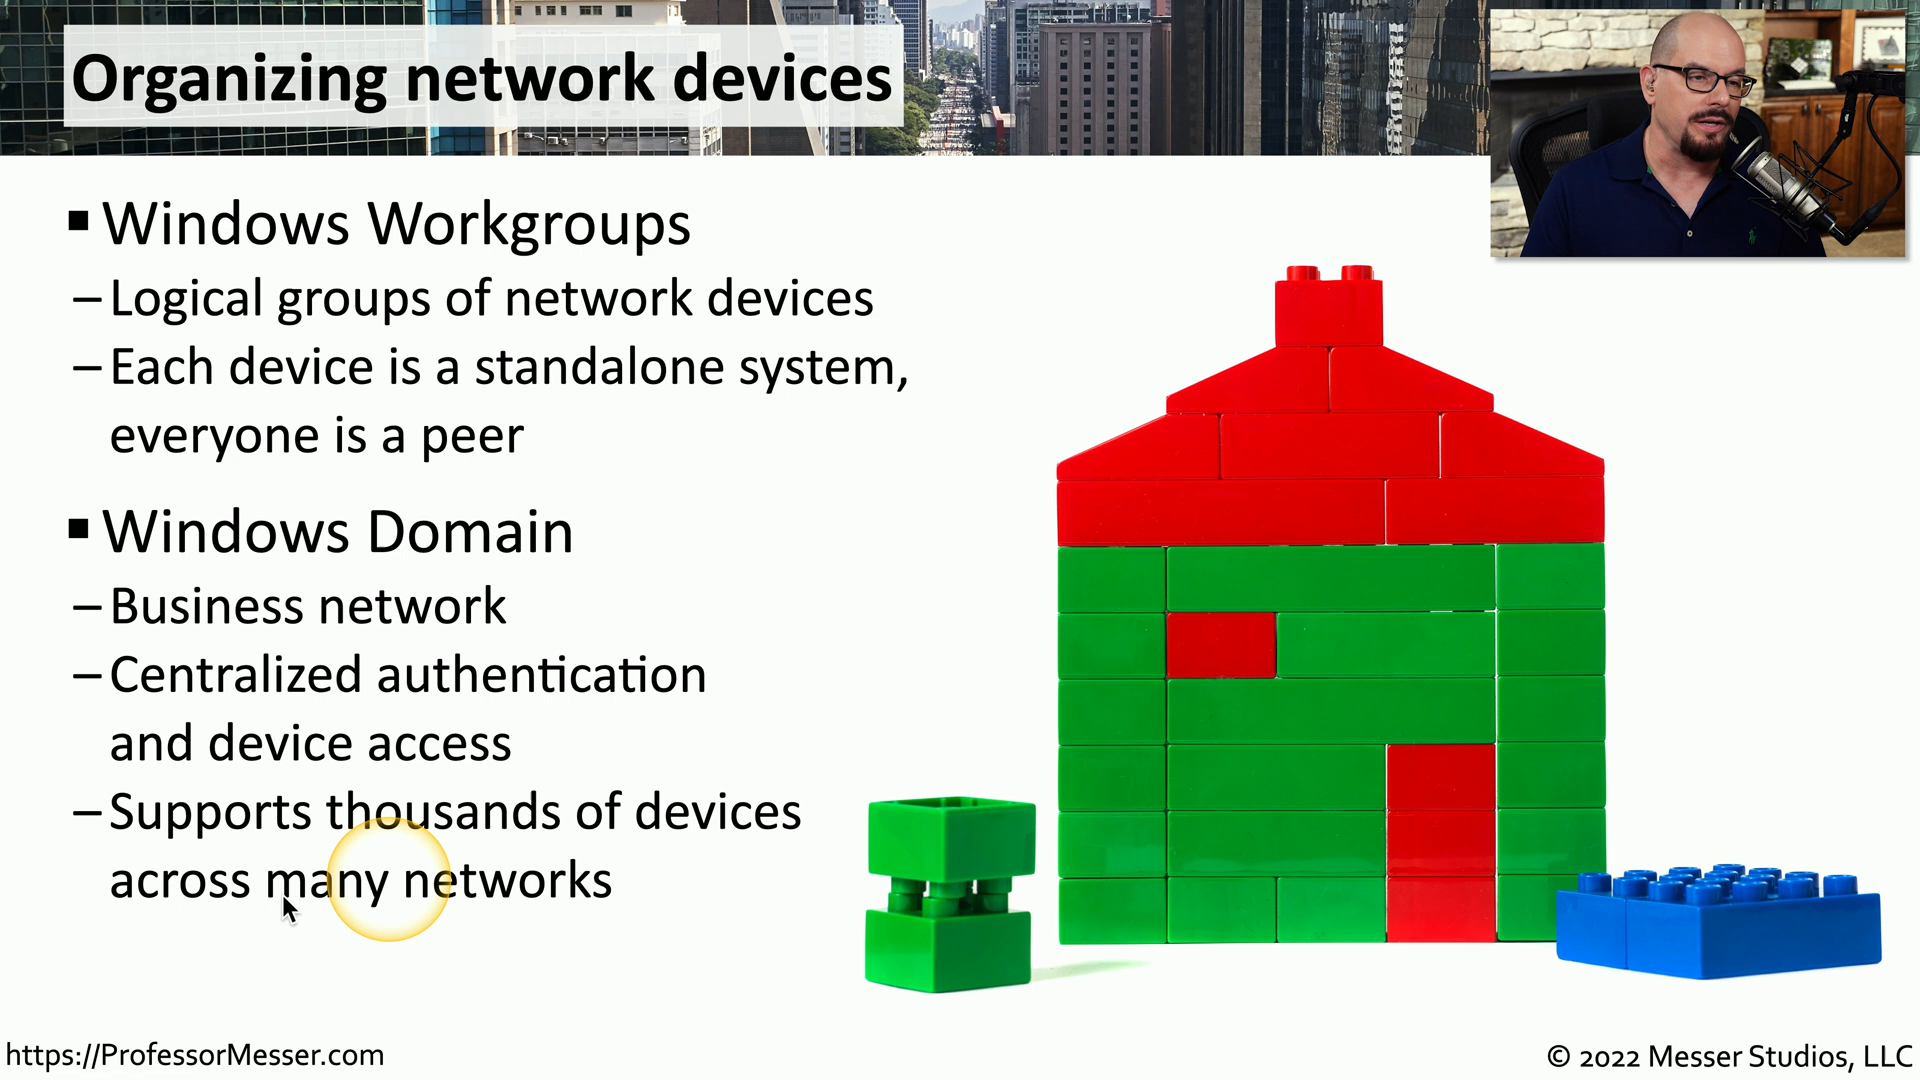 Organizing network devices
▪ Windows Workgroups
– Logical groups of network devices
– Each device is a standalone system,
everyone is a peer
▪ Windows Domain
– Business network
– Centralized authentication
and device access
– Supports thousands of devices
across many networks
https://ProfessorMesser.com
© 2022 Messer Studios, LLC